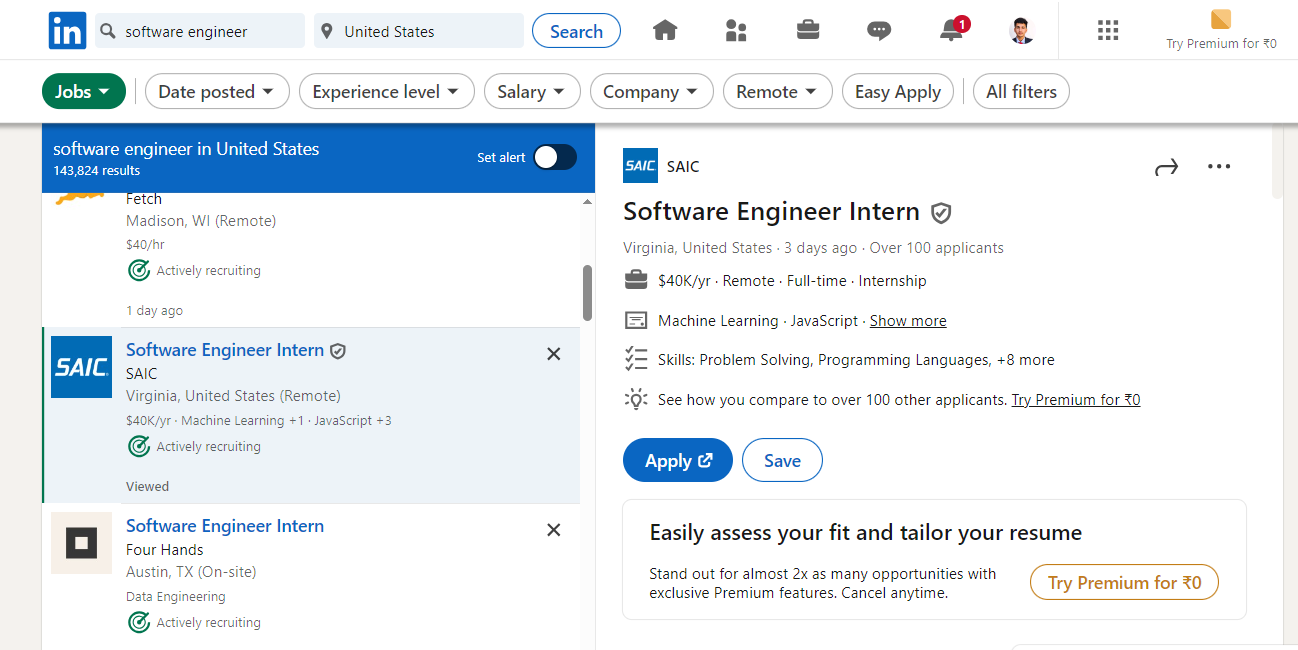 in software engineer United States Search 1 Try Premium for ₹0
Jobs Date posted Experience level Salary Company Remote Easy Apply All filters
software engineer in United States
143,824 results
Set alert
Fetch
Madison, WI (Remote)
$40/hr
Actively recruiting
1 day ago
SAIC
Software Engineer Intern
SAIC
Virginia, United States (Remote)
$40K/yr · Machine Learning +1 · JavaScript +3
Actively recruiting
Viewed
Software Engineer Intern
Four Hands
Austin, TX (On-site)
Data Engineering
Actively recruiting
SAIC SAIC
Software Engineer Intern
Virginia, United States · 3 days ago · Over 100 applicants
$40K/yr · Remote · Full-time · Internship
Machine Learning · JavaScript · Show more
Skills: Problem Solving, Programming Languages, +8 more
See how you compare to over 100 other applicants. Try Premium for ₹0
Apply Save
Easily assess your fit and tailor your resume
Stand out for almost 2x as many opportunities with
exclusive Premium features. Cancel anytime.
Try Premium for ₹0